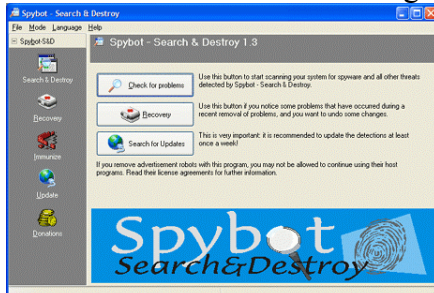 Spybot - Search & Destroy
File Mode Language Help
Spybot-S&D
Spybot - Search & Destroy 1.3
Search & Destroy
Recovery
Immunize
Update
Donations
Check for problems
Use this button to start scanning your system for spyware and all other threats
detected by Spybot - Search & Destroy.
Recovery
Use this button if you notice some problems that have occurred during a
recent removal of problems, and you want to undo some changes.
Search for Updates
This is very important: it is recommended to update the detections at least
once a week!
If you remove advertisement robots with this program, you may not be allowed to continue using their host
programs. Read their license agreements for further information.
Spybot
Search&Destroy